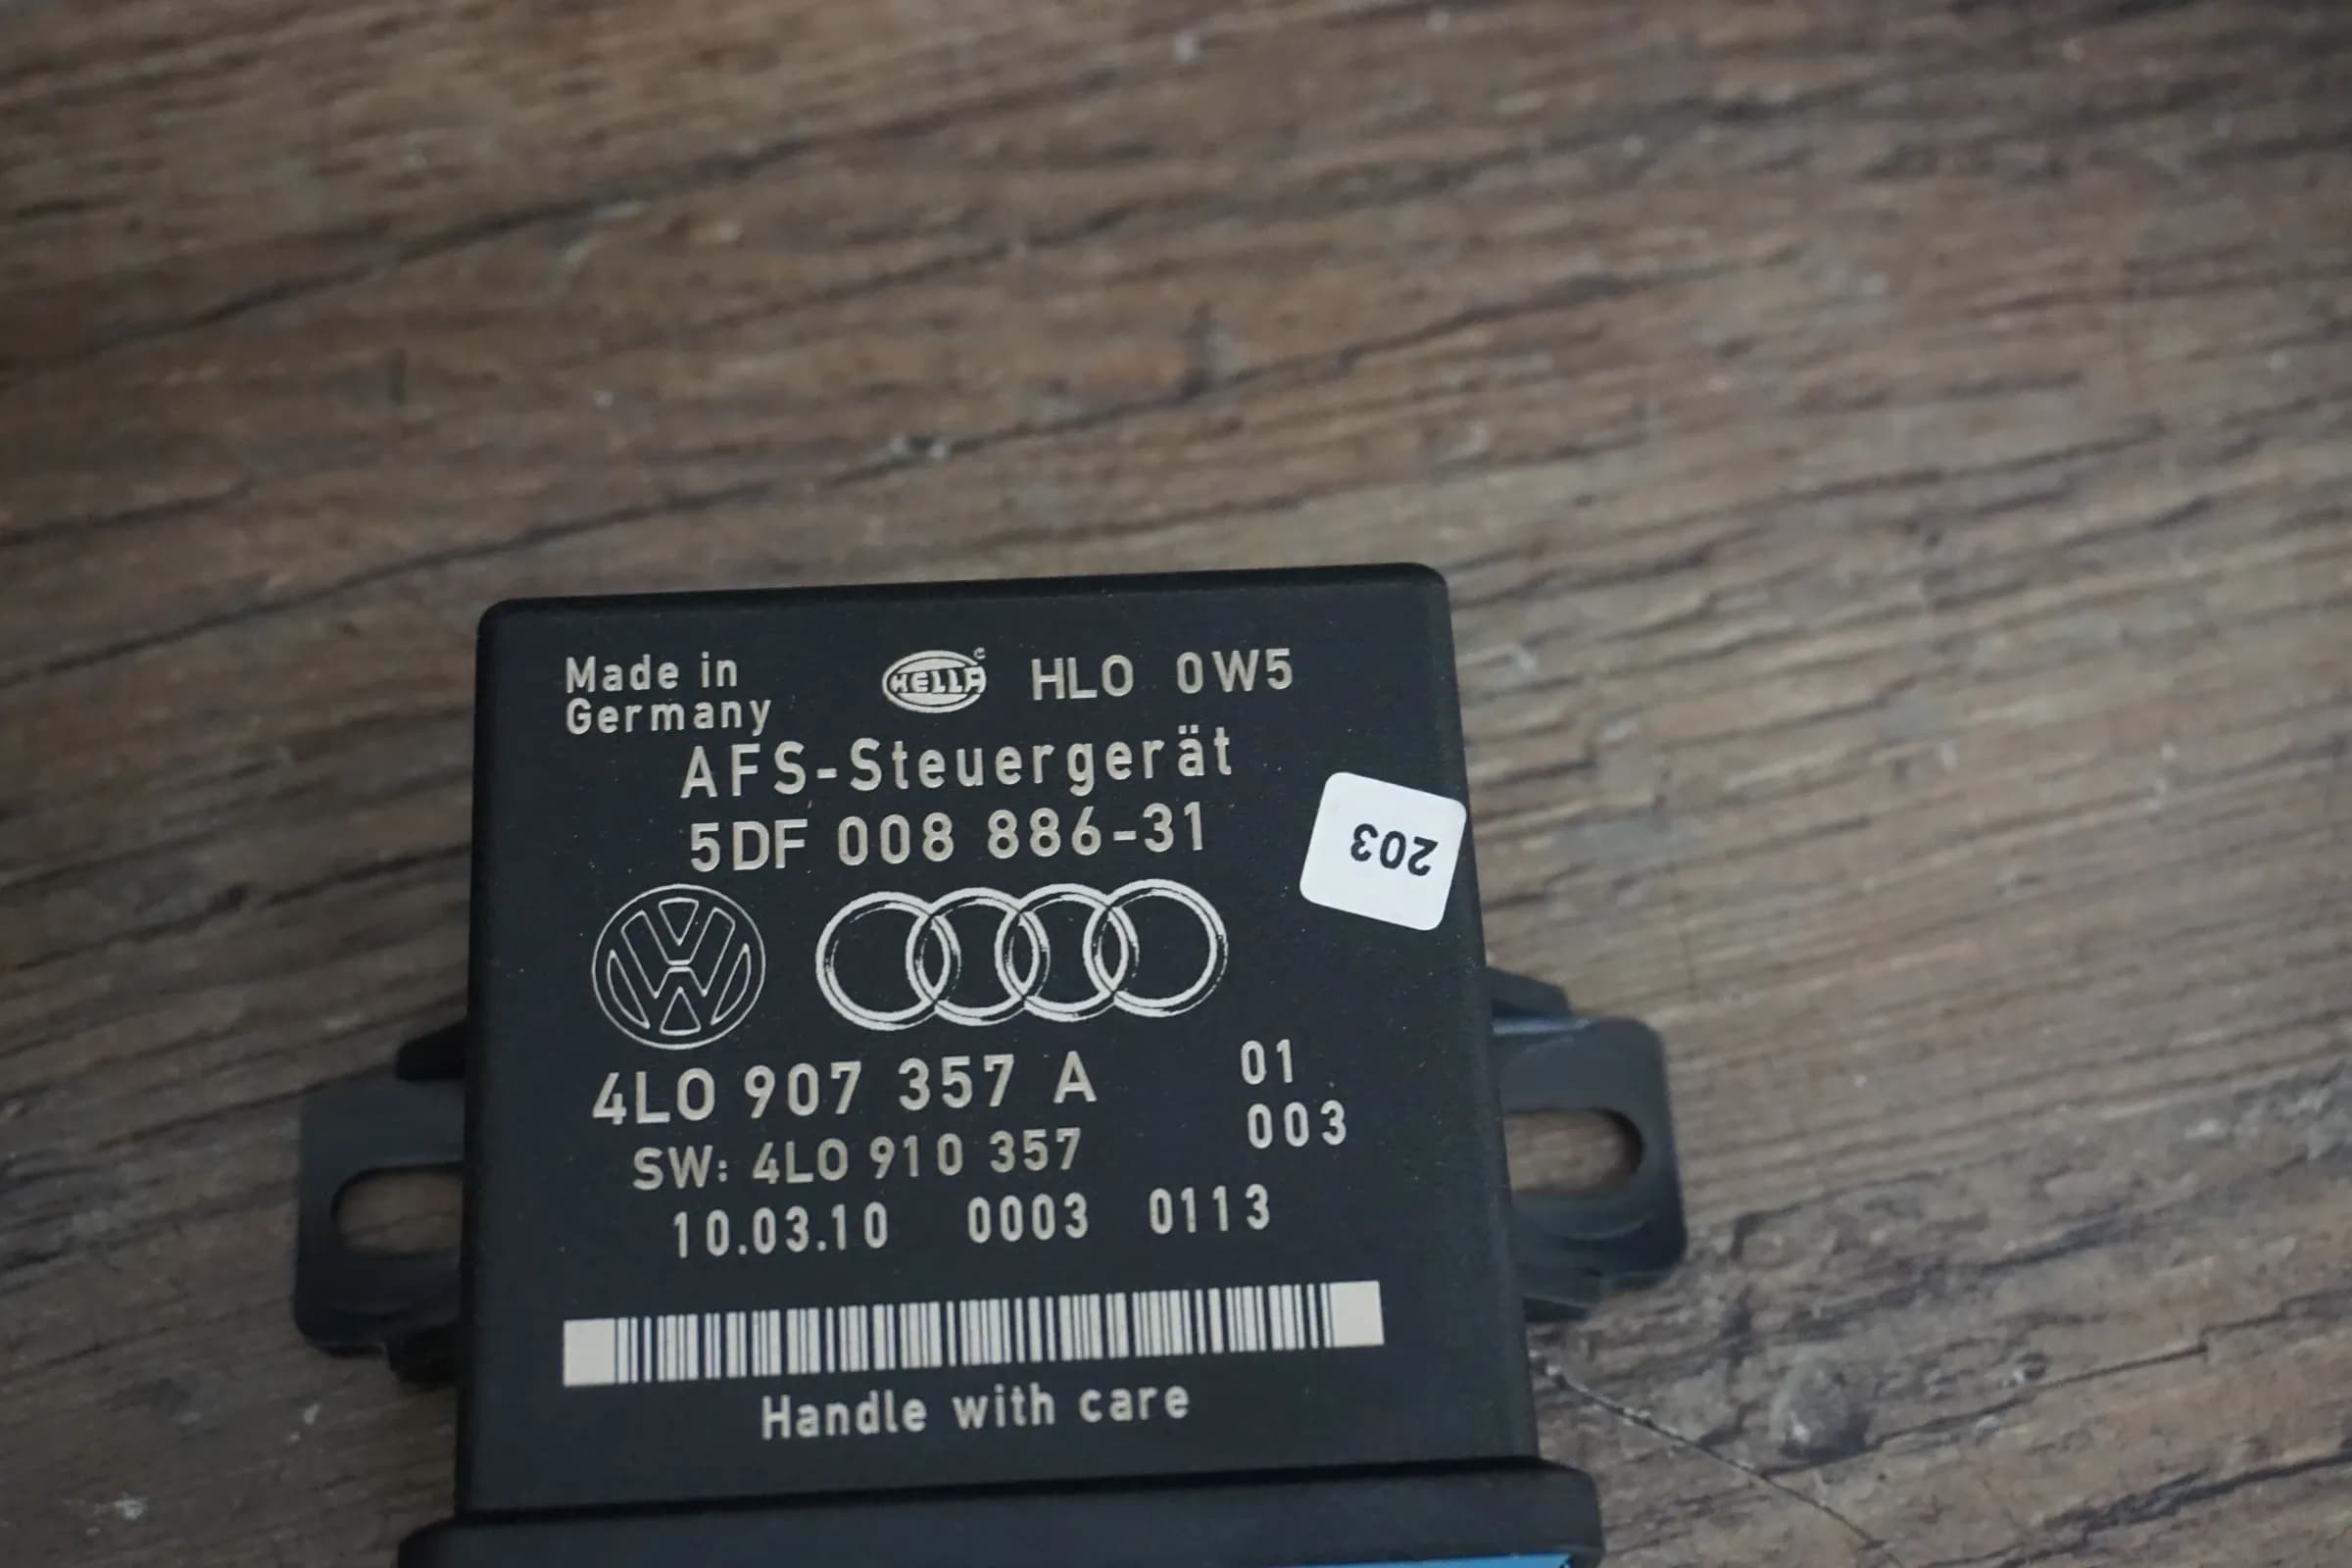 Made in
Germany
HELLA HLO 0W5
AFS-Steuergerät
5DF 008 886-31
203
4L0 907 357 A 01
003
SW: 4L0 910 357
10.03.10 0003 0113
Handle with care